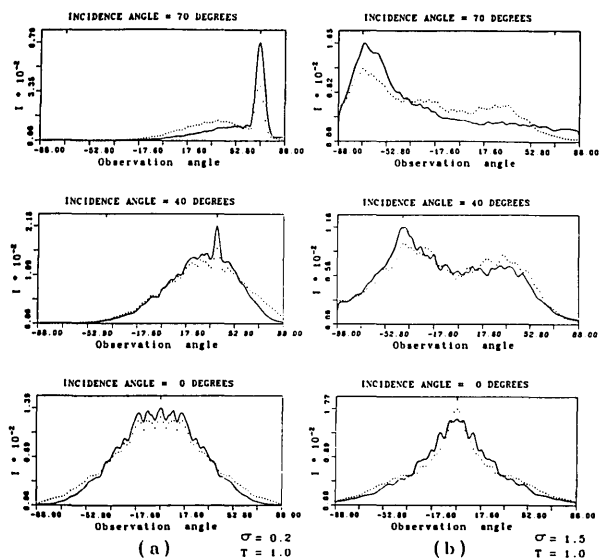 INCIDENCE ANGLE = 70 DEGREES
I * 10⁻²
-88.00 -52.80 -17.60 17.60 52.80 88.00
Observation angle
INCIDENCE ANGLE = 40 DEGREES
I * 10⁻²
0.00
-88.00 -52.80 -17.60 17.60 52.80 88.00
Observation angle
INCIDENCE ANGLE = 0 DEGREES
I * 10⁻²
-88.00 -52.80 -17.60 17.60 52.80 88.00
Observation angle
(a)
σ = 0.2
T = 1.0
INCIDENCE ANGLE = 70 DEGREES
I * 10⁻²
-88.00 -52.80 -17.60 17.60 52.80 88.00
Observation angle
INCIDENCE ANGLE = 40 DEGREES
I * 10⁻²
-88.00 -52.80 -17.60 17.60 52.80 88.00
Observation angle
INCIDENCE ANGLE = 0 DEGREES
I * 10⁻²
1.77
-88.00 -52.80 -17.60 17.60 52.80 88.00
Observation angle
(b)
σ = 1.5
T = 1.0